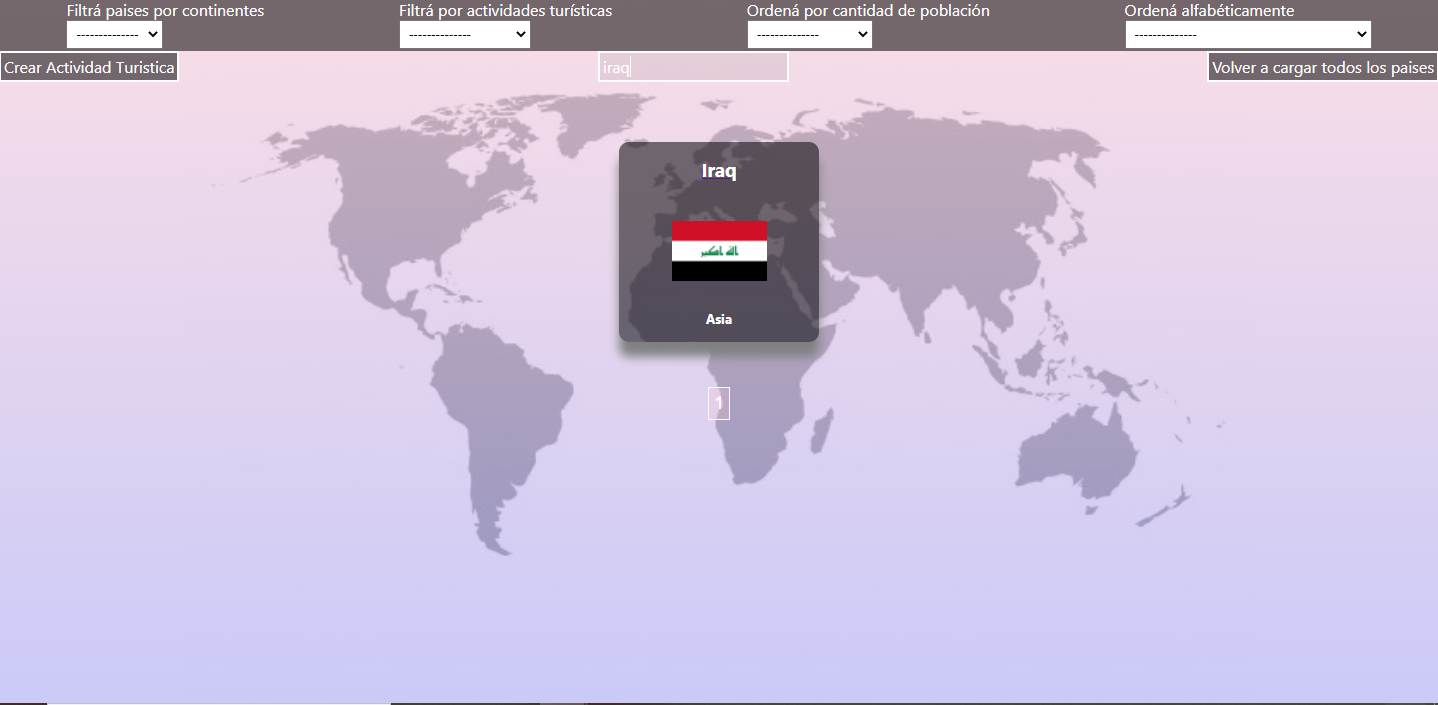 Filtrá paises por continentes
--------------
Filtrá por actividades turísticas
--------------
Ordená por cantidad de población
--------------
Ordená alfabéticamente
--------------
Crear Actividad Turistica
iraq
Volver a cargar todos los paises
Iraq
الله اكبر
Asia
1